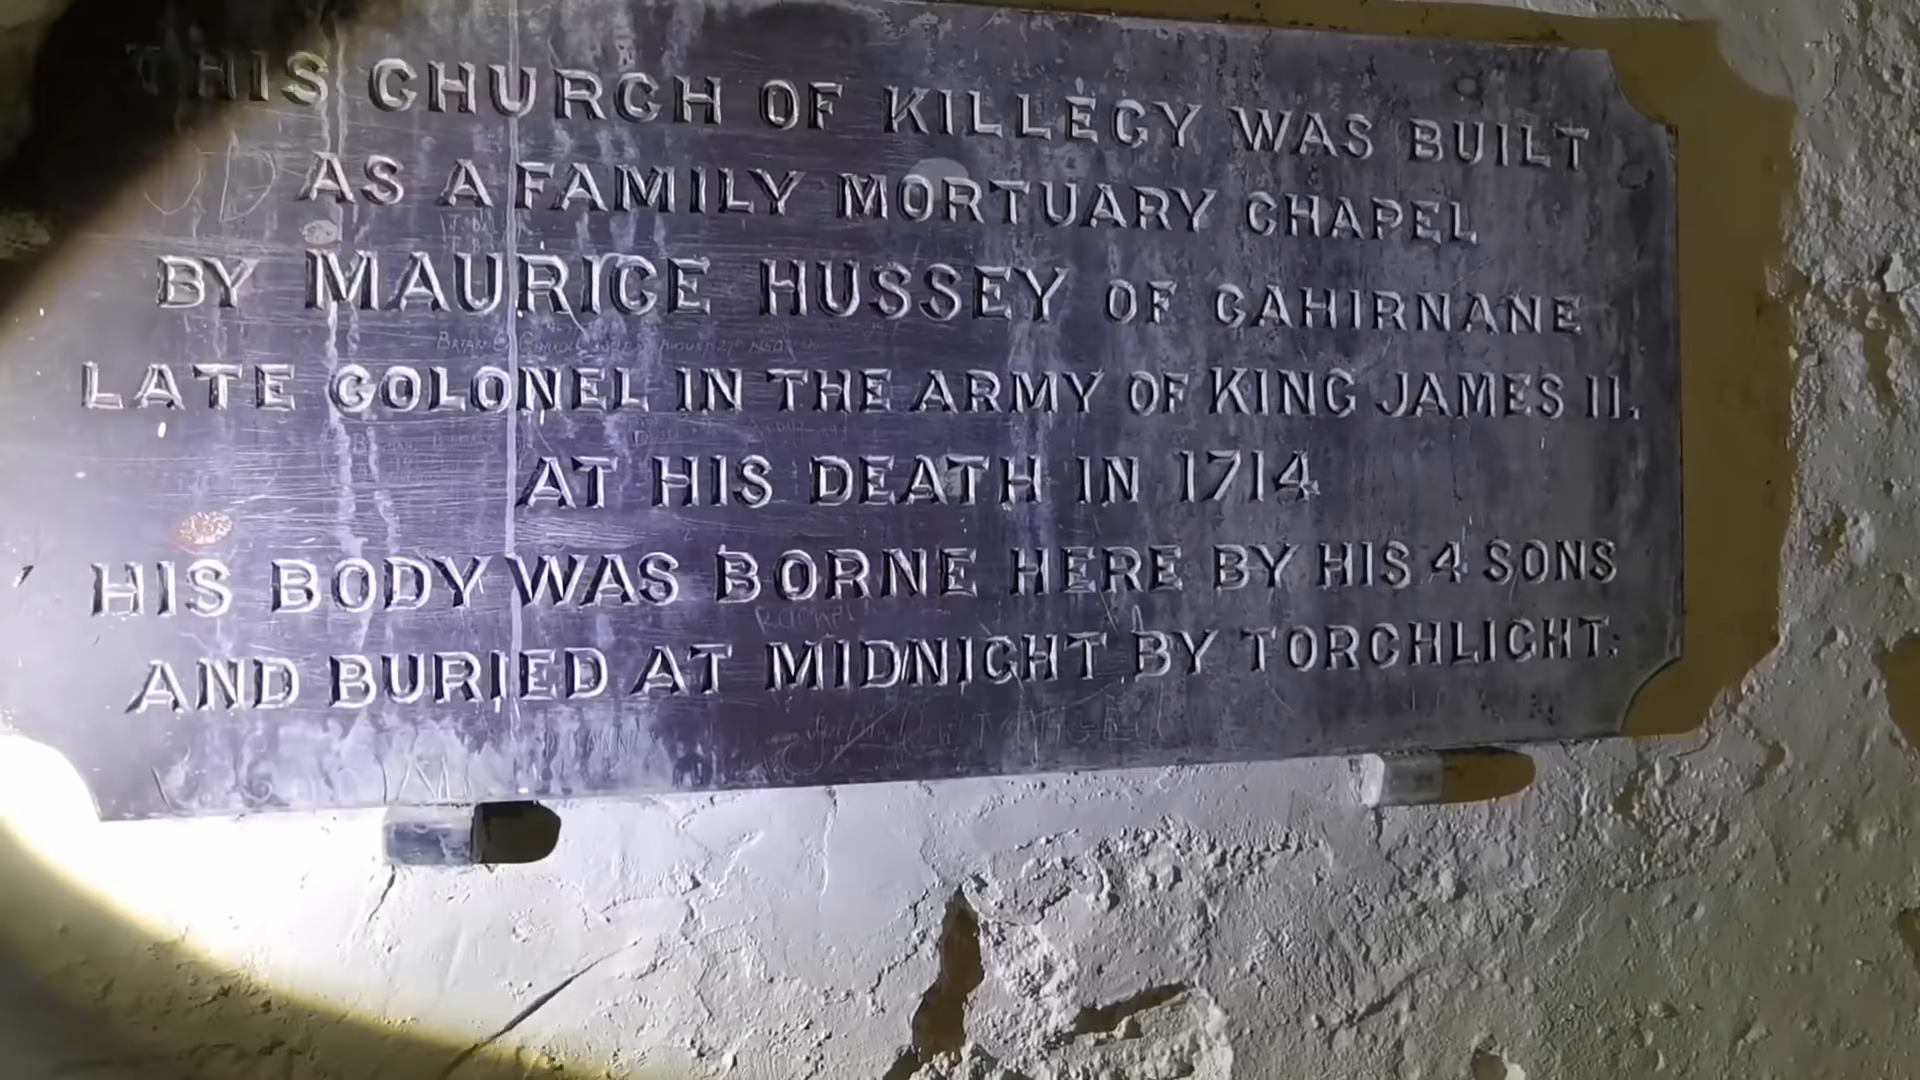 THIS CHURCH OF KILLEGY WAS BUILT
AS A FAMILY MORTUARY CHAPEL
BY MAURICE HUSSEY OF CAHIRNANE
LATE COLONEL IN THE ARMY OF KING JAMES II.
AT HIS DEATH IN 1714
HIS BODY WAS BORNE HERE BY HIS 4 SONS
AND BURIED AT MIDNIGHT BY TORCHLIGHT: